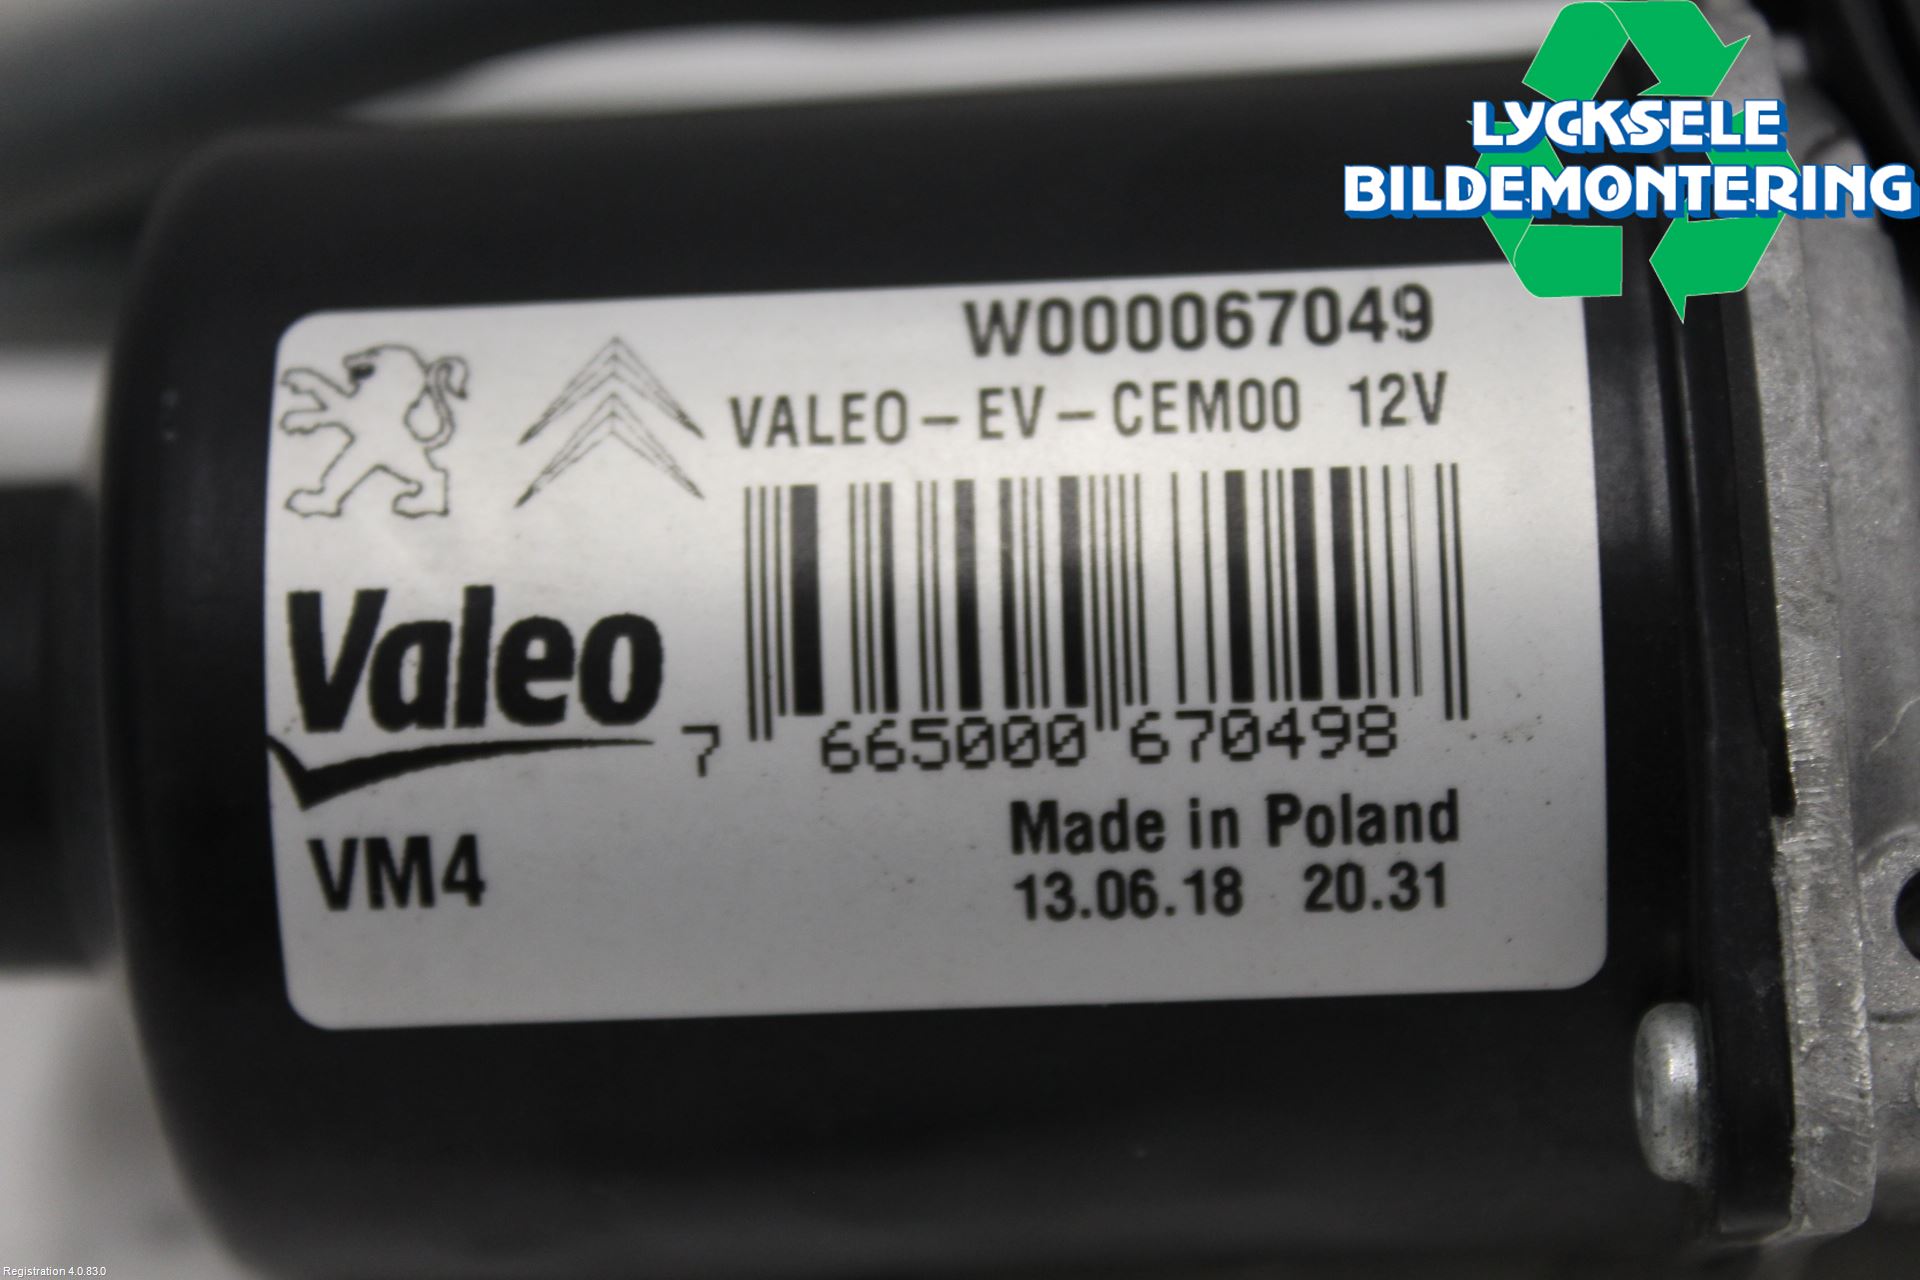 LYCKSELE
BILDEMONTERING
W000067049
VALEO-EV-CEM00 12V
Valeo
7 665000 670498
Made in Poland
VM4
13.06.18 20.31
Registration 4.0.83.0